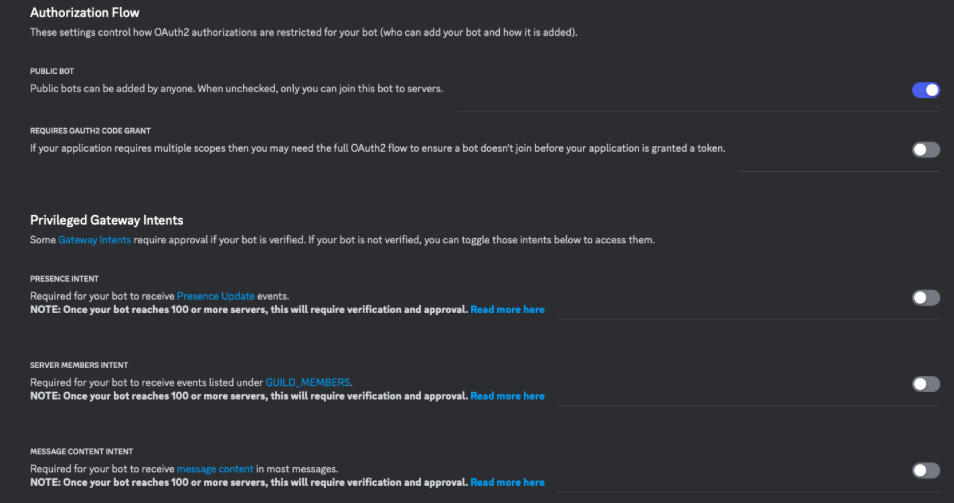 Authorization Flow
These settings control how OAuth2 authorizations are restricted for your bot (who can add your bot and how it is added).
PUBLIC BOT
Public bots can be added by anyone. When unchecked, only you can join this bot to servers.
REQUIRES OAUTH2 CODE GRANT
If your application requires multiple scopes then you may need the full OAuth2 flow to ensure a bot doesn't join before your application is granted a token.
Privileged Gateway Intents
Some Gateway Intents require approval if your bot is verified. If your bot is not verified, you can toggle those intents below to access them.
PRESENCE INTENT
Required for your bot to receive Presence Update events.
NOTE: Once your bot reaches 100 or more servers, this will require verification and approval. Read more here
SERVER MEMBERS INTENT
Required for your bot to receive events listed under GUILD_MEMBERS.
NOTE: Once your bot reaches 100 or more servers, this will require verification and approval. Read more here
MESSAGE CONTENT INTENT
Required for your bot to receive message content in most messages.
NOTE: Once your bot reaches 100 or more servers, this will require verification and approval. Read more here